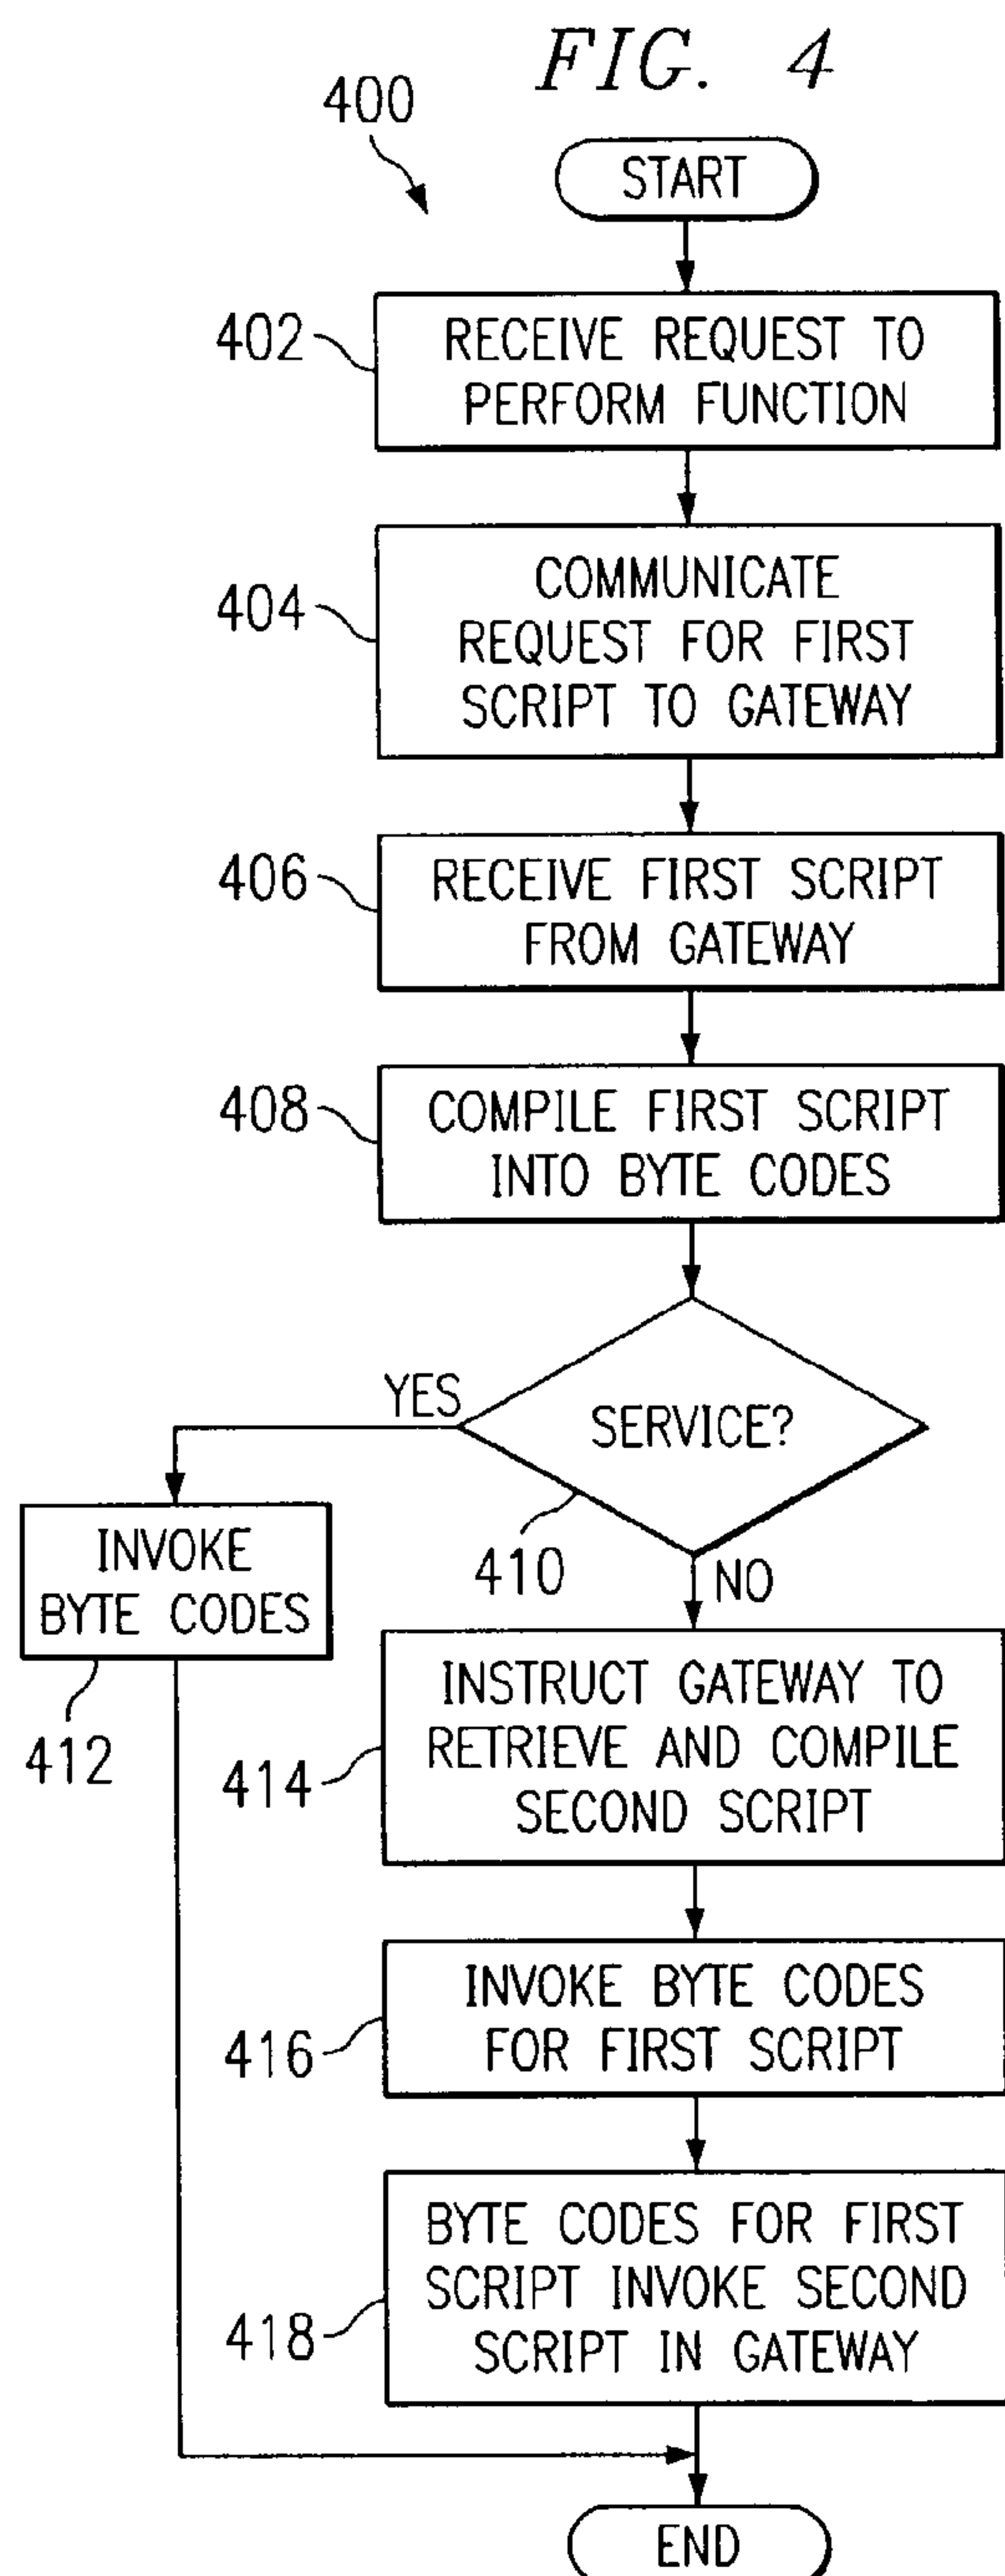 FIG. 4
400
START
402
RECEIVE REQUEST TO
PERFORM FUNCTION
404
COMMUNICATE
REQUEST FOR FIRST
SCRIPT TO GATEWAY
406
RECEIVE FIRST SCRIPT
FROM GATEWAY
408
COMPILE FIRST SCRIPT
INTO BYTE CODES
YES
SERVICE?
410
NO
INVOKE
BYTE CODES
412
414
INSTRUCT GATEWAY TO
RETRIEVE AND COMPILE
SECOND SCRIPT
416
INVOKE BYTE CODES
FOR FIRST SCRIPT
418
BYTE CODES FOR FIRST
SCRIPT INVOKE SECOND
SCRIPT IN GATEWAY
END